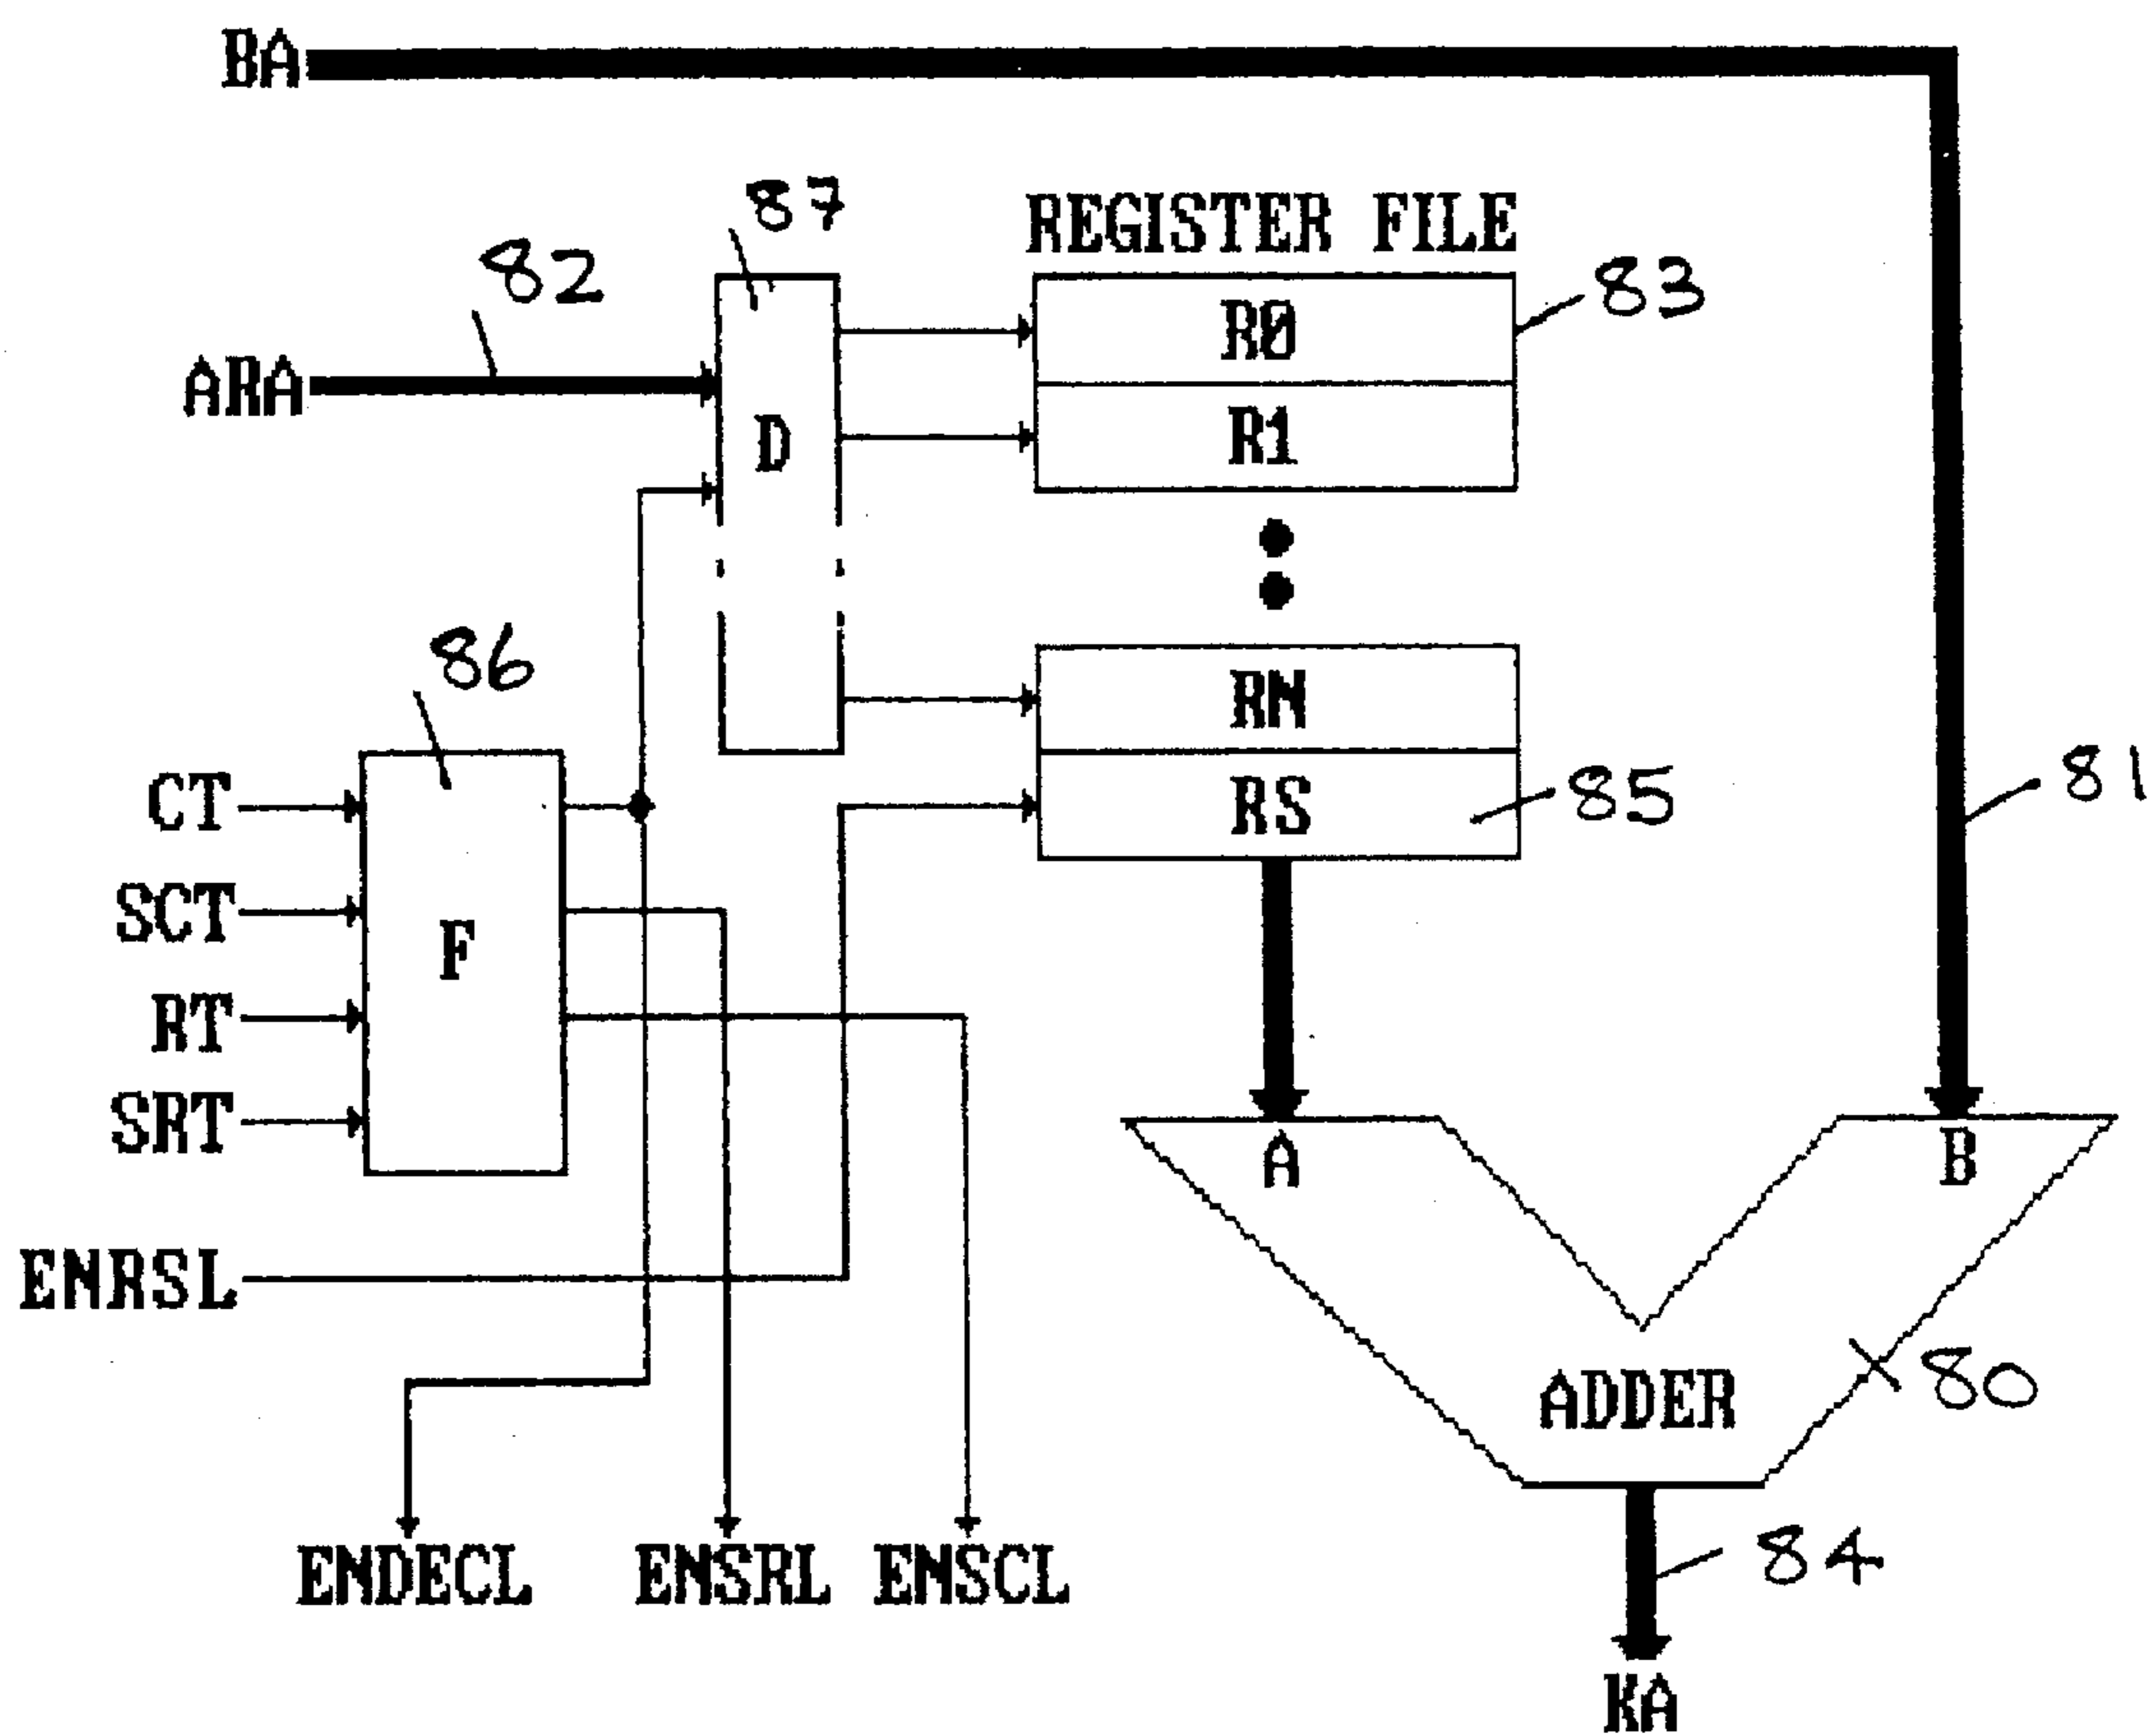 BA
87
REGISTER FILE
82
83
R0
ARA
D
R1
86
RN
81
CT
RS
85
SCT
F
RT
SRT
A
B
ENRSL
ADDER
80
ENDECL
ENSRL
ENSCL
84
KA